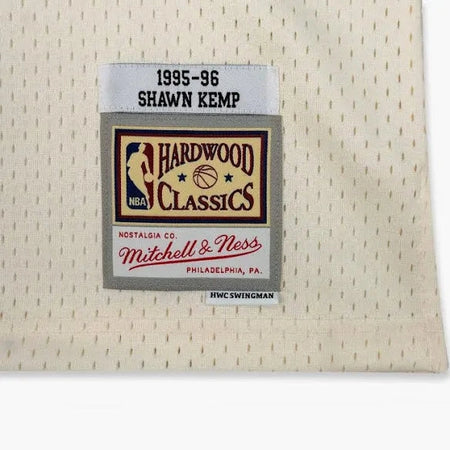 1995-96
SHAWN KEMP
HARDWOOD
CLASSICS
NBA
NOSTALGIA CO.
Mitchell & Ness
PHILADELPHIA, PA.
HWC SWINGMAN